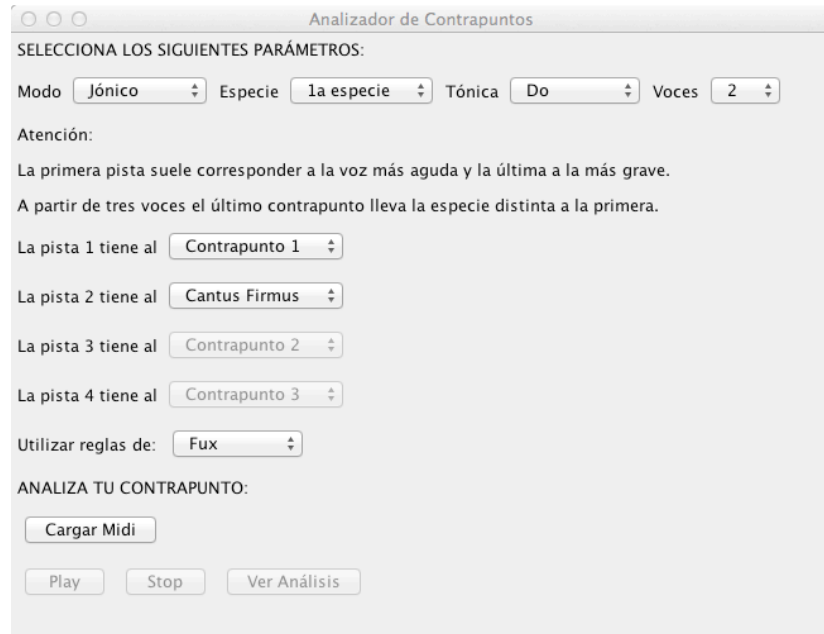 Analizador de Contrapuntos
SELECCIONA LOS SIGUIENTES PARÁMETROS:
Modo Jónico Especie 1a especie Tónica Do Voces 2
Atención:
La primera pista suele corresponder a la voz más aguda y la última a la más grave.
A partir de tres voces el último contrapunto lleva la especie distinta a la primera.
La pista 1 tiene al Contrapunto 1
La pista 2 tiene al Cantus Firmus
La pista 3 tiene al Contrapunto 2
La pista 4 tiene al Contrapunto 3
Utilizar reglas de: Fux
ANALIZA TU CONTRAPUNTO:
Cargar Midi
Play Stop Ver Análisis